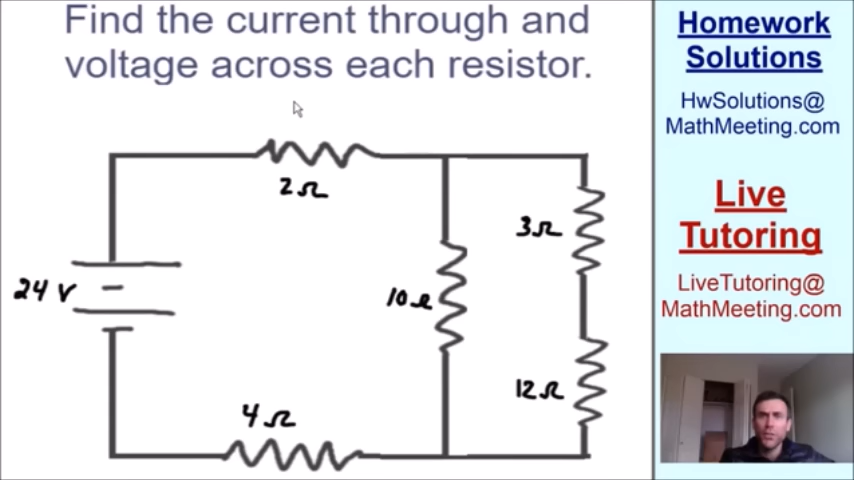 Find the current through and
voltage across each resistor.
2Ω
3Ω
24 V
10Ω
12Ω
4Ω
Homework
Solutions
HwSolutions@
MathMeeting.com
Live
Tutoring
LiveTutoring@
MathMeeting.com